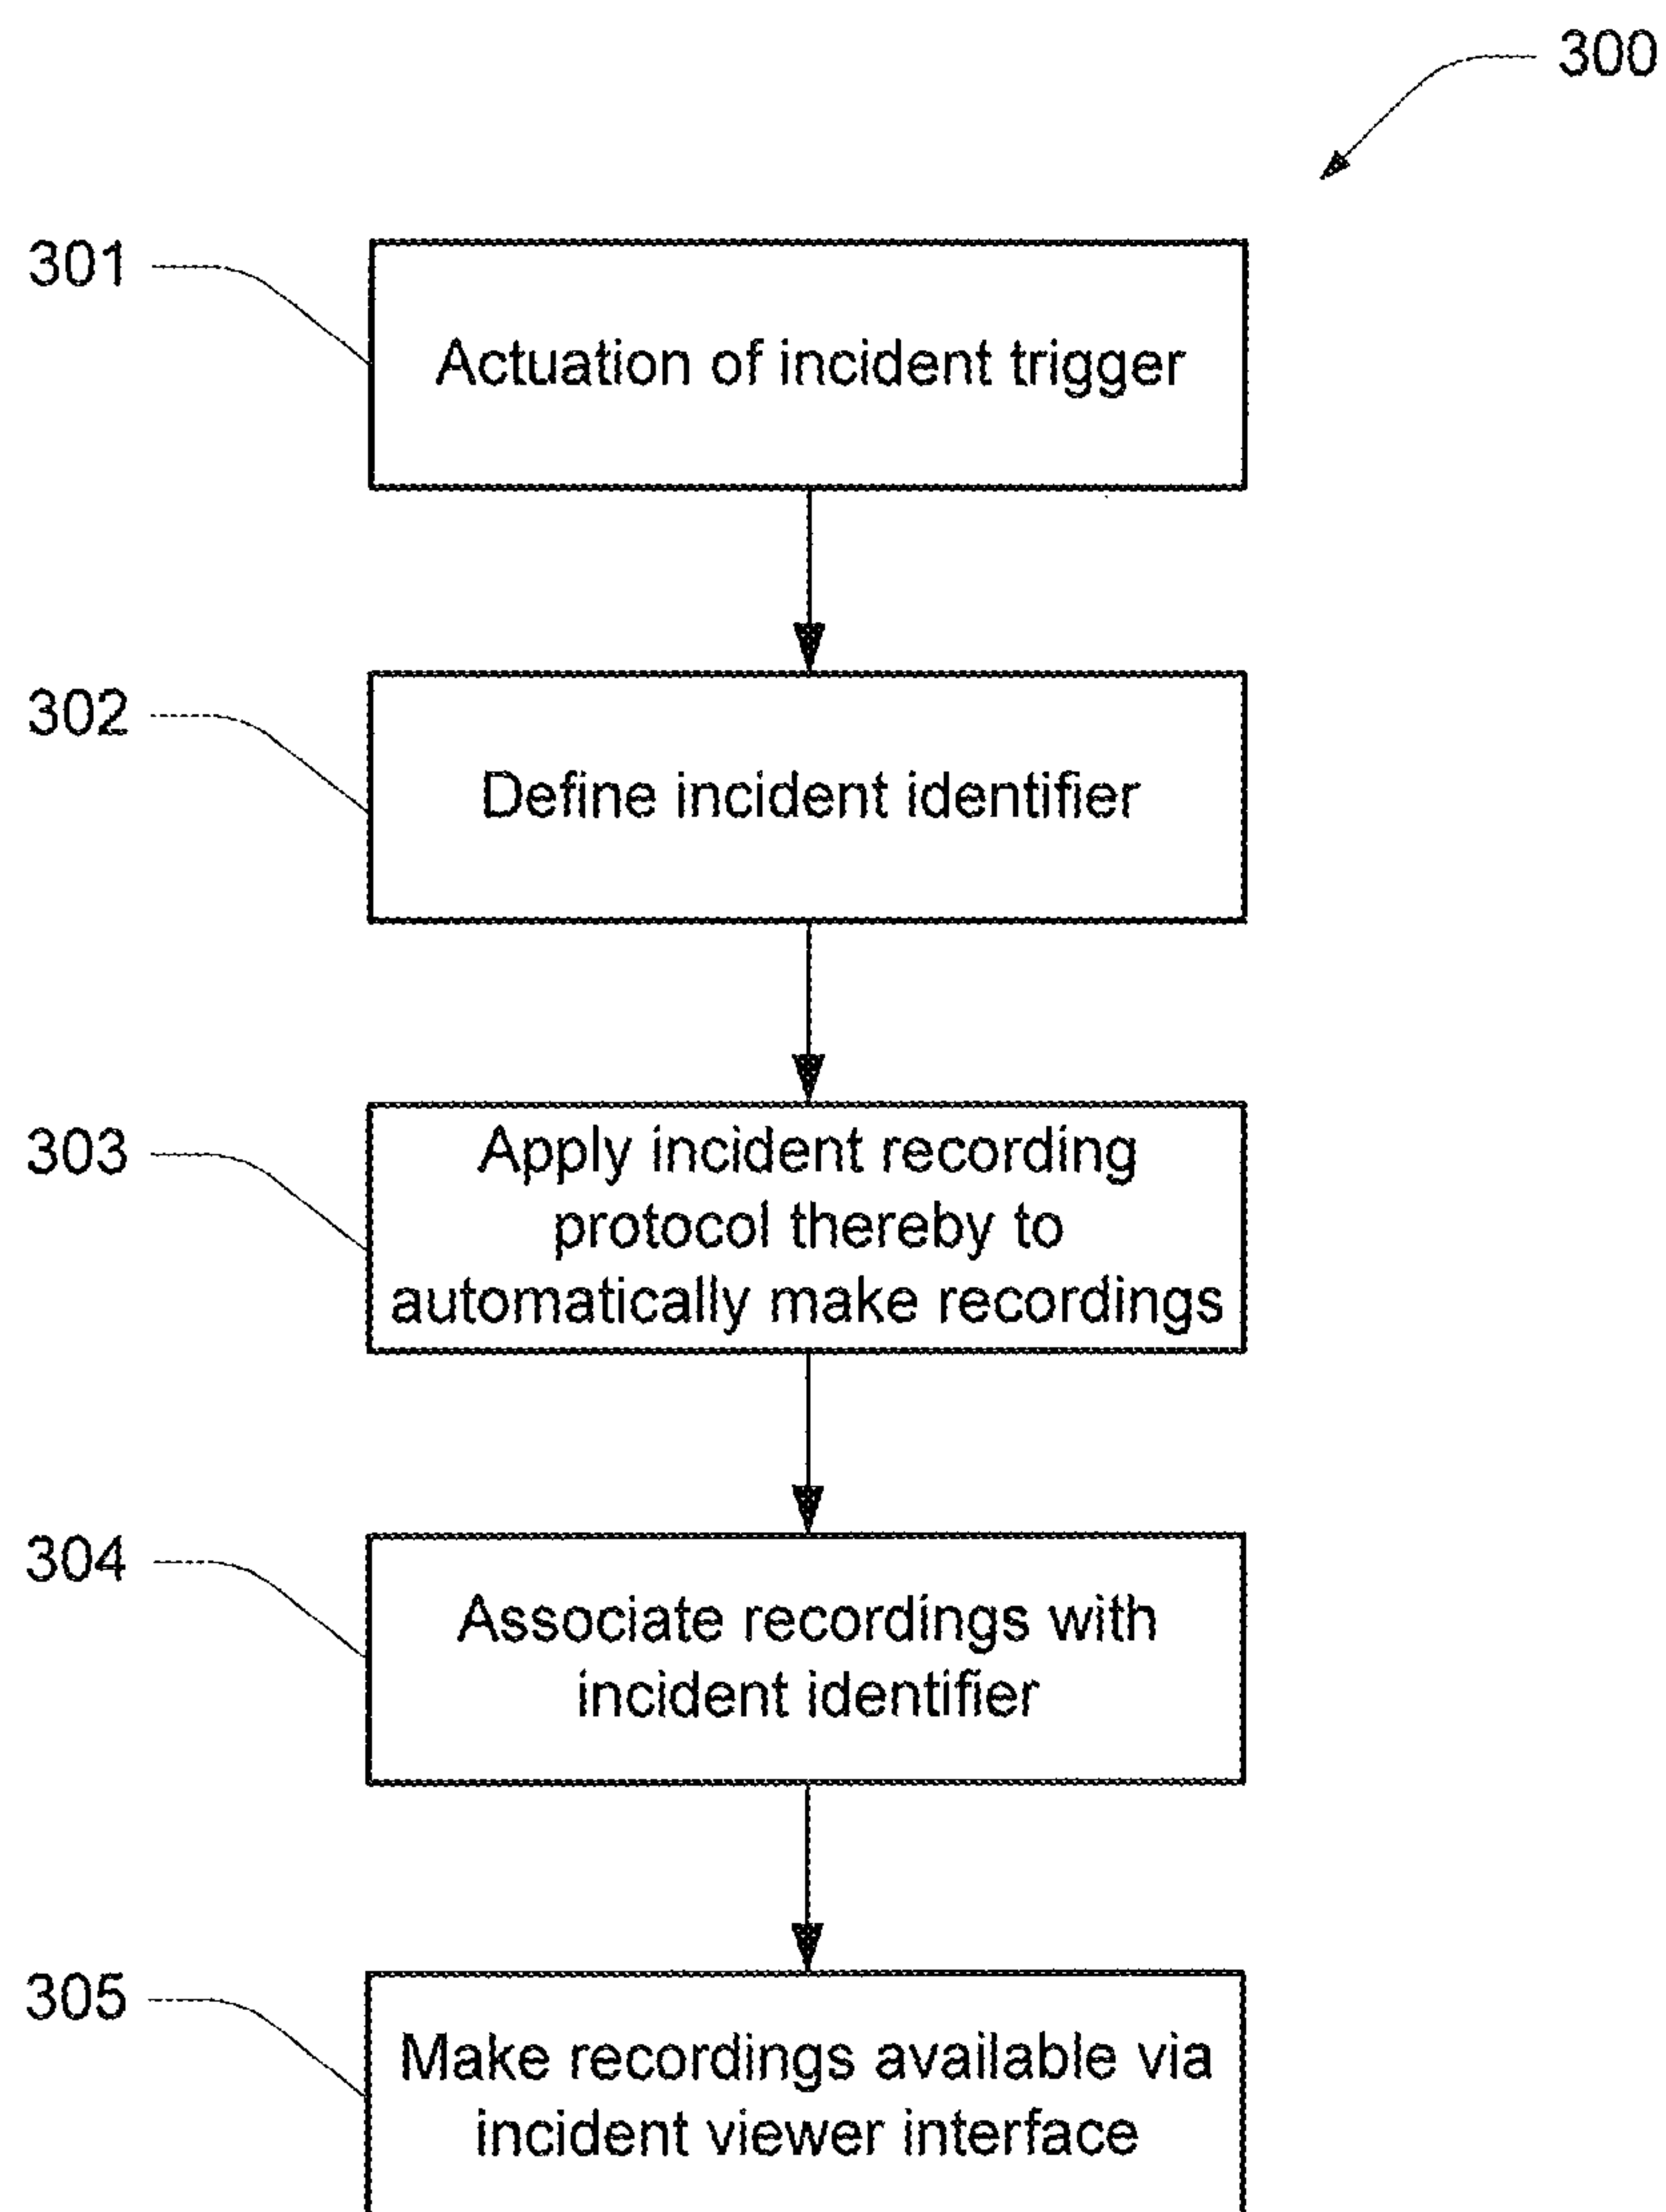 300
301
Actuation of incident trigger
302
Define incident identifier
303
Apply incident recording
protocol thereby to
automatically make recordings
304
Associate recordings with
incident identifier
305
Make recordings available via
incident viewer interface